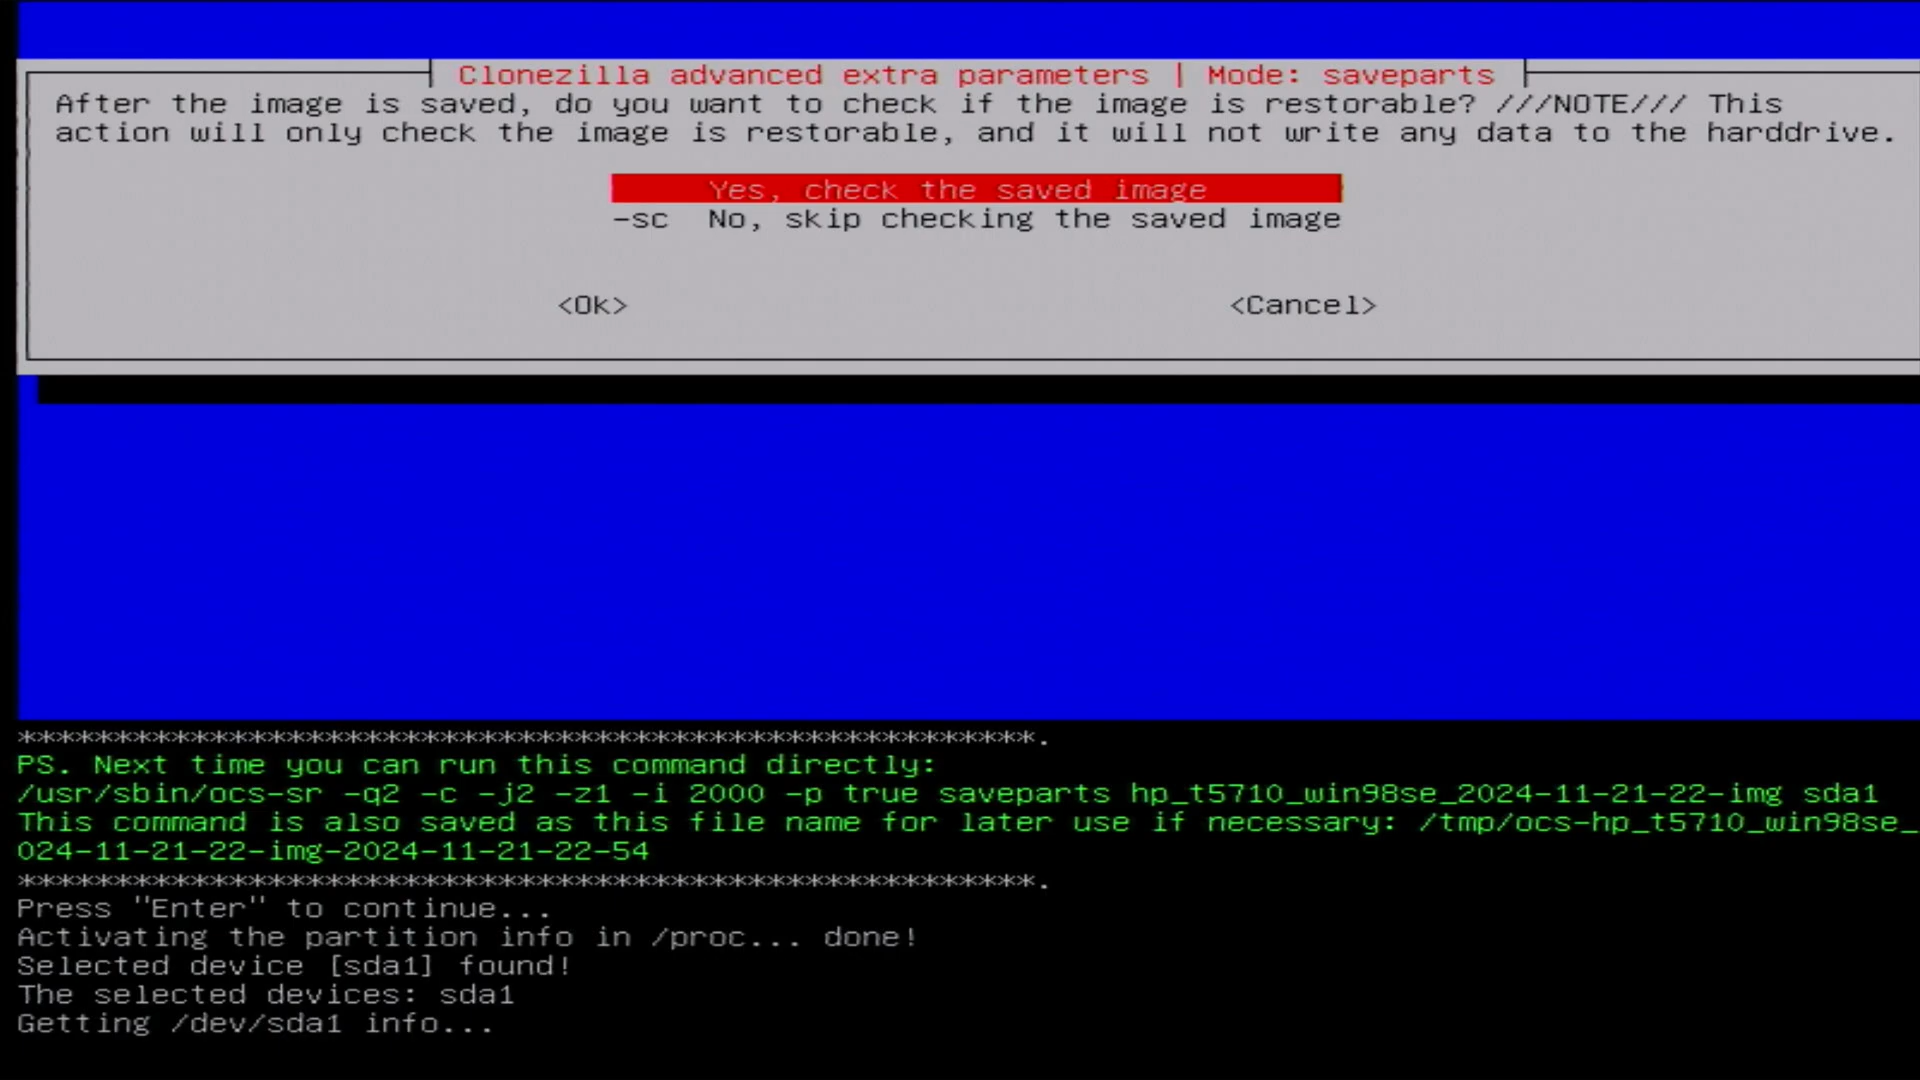 Clonezilla advanced extra parameters | Mode: saveparts
After the image is saved, do you want to check if the image is restorable? ///NOTE/// This
action will only check the image is restorable, and it will not write any data to the harddrive.
Yes, check the saved image
-sc No, skip checking the saved image
<Ok> <Cancel>
*****************************************************.
PS. Next time you can run this command directly:
/usr/sbin/ocs-sr -q2 -c -j2 -z1 -i 2000 -p true saveparts hp_t5710_win98se_2024-11-21-22-img sda1
This command is also saved as this file name for later use if necessary: /tmp/ocs-hp_t5710_win98se_
024-11-21-22-img-2024-11-21-22-54
*****************************************************.
Press "Enter" to continue...
Activating the partition info in /proc... done!
Selected device [sda1] found!
The selected devices: sda1
Getting /dev/sda1 info...